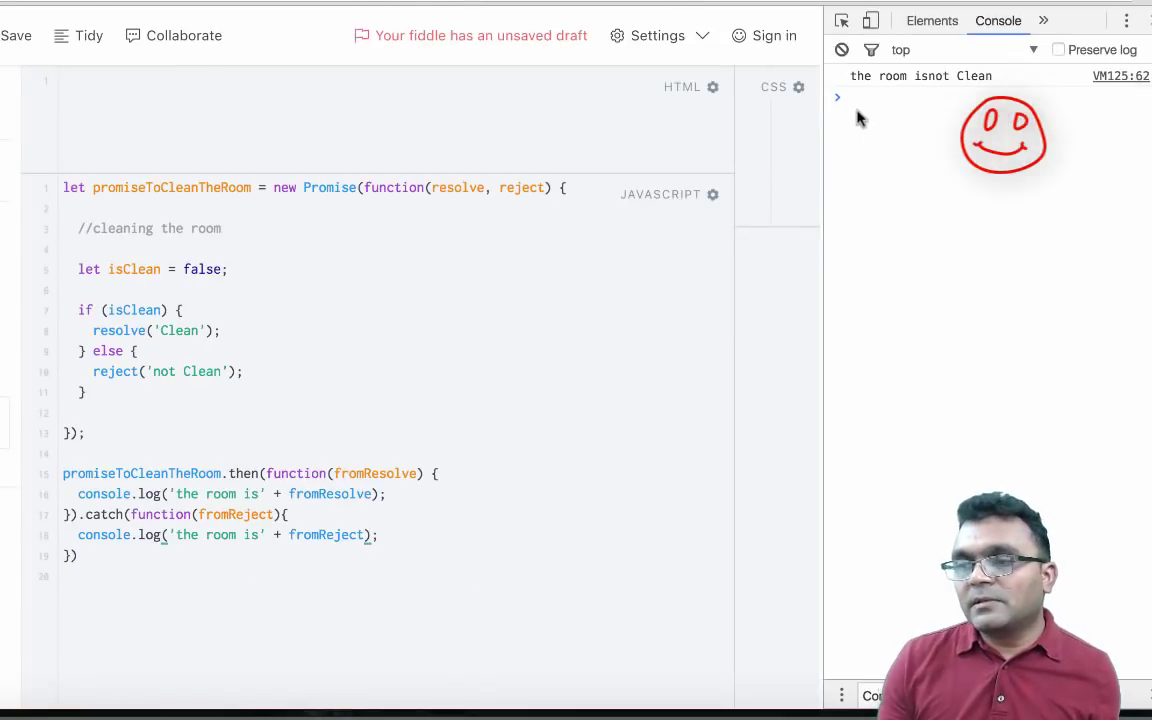 Save Tidy Collaborate Your fiddle has an unsaved draft Settings Sign in
Elements Console »
top Preserve log
the room isnot Clean VM125:62
>
1
HTML CSS
JAVASCRIPT
1 let promiseToCleanTheRoom = new Promise(function(resolve, reject) {
2
3 //cleaning the room
4
5 let isClean = false;
6
7 if (isClean) {
8 resolve('Clean');
9 } else {
10 reject('not Clean');
11 }
12
13 });
14
15 promiseToCleanTheRoom.then(function(fromResolve) {
16 console.log('the room is' + fromResolve);
17 }).catch(function(fromReject){
18 console.log('the room is' + fromReject);
19 })
20